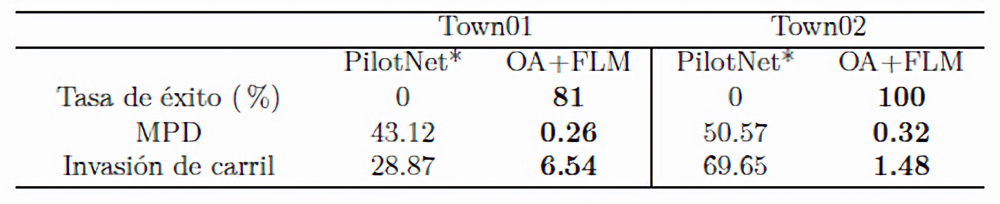 Town01 Town02
PilotNet* OA+FLM PilotNet* OA+FLM
Tasa de éxito (%) 0 81 0 100
MPD 43.12 0.26 50.57 0.32
Invasión de carril 28.87 6.54 69.65 1.48